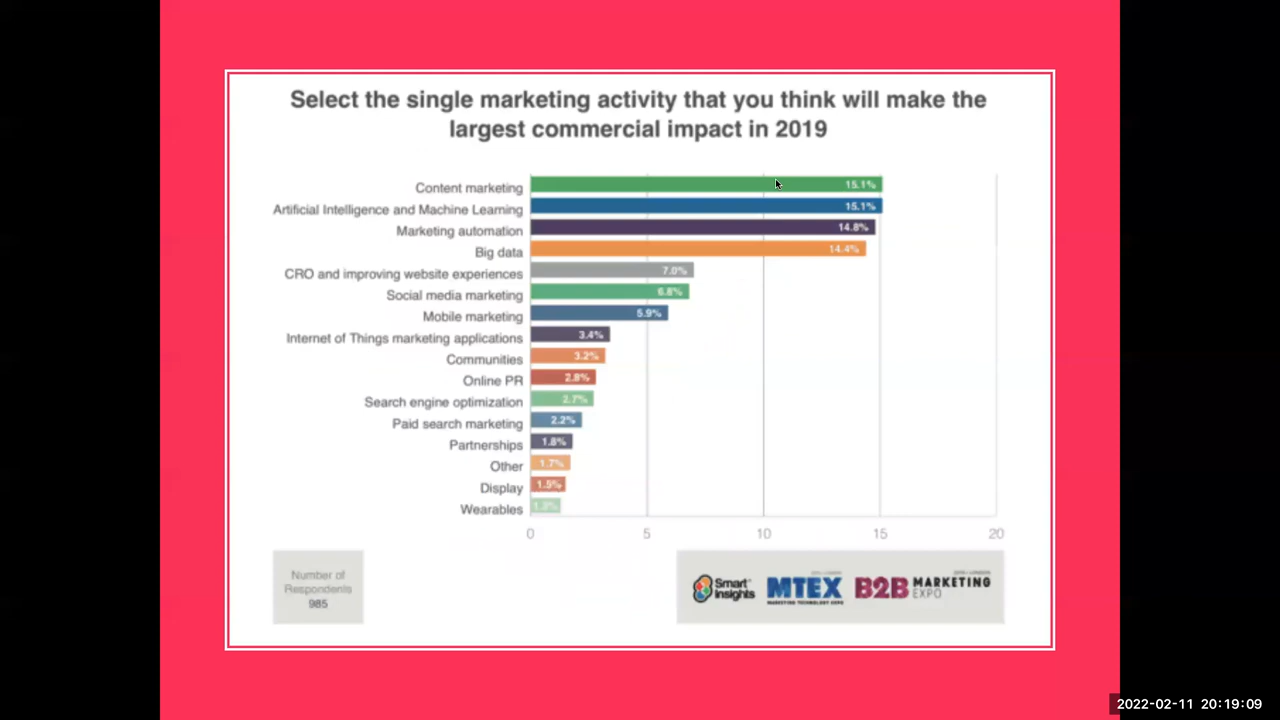 Select the single marketing activity that you think will make the
largest commercial impact in 2019
Content marketing 15.1%
Artificial Intelligence and Machine Learning 15.1%
Marketing automation 14.8%
Big data 14.4%
CRO and improving website experiences 7.0%
Social media marketing 6.8%
Mobile marketing 5.9%
Internet of Things marketing applications 3.4%
Communities 3.2%
Online PR 2.8%
Search engine optimization 2.7%
Paid search marketing 2.2%
Partnerships 1.8%
Other 1.7%
Display 1.5%
Wearables
0 5 10 15 20
Number of
Respondents
985
Smart
Insights
MTEX
MARKETING TECHNOLOGY EXPO
B2B MARKETING
EXPO
2022-02-11 20:19:09